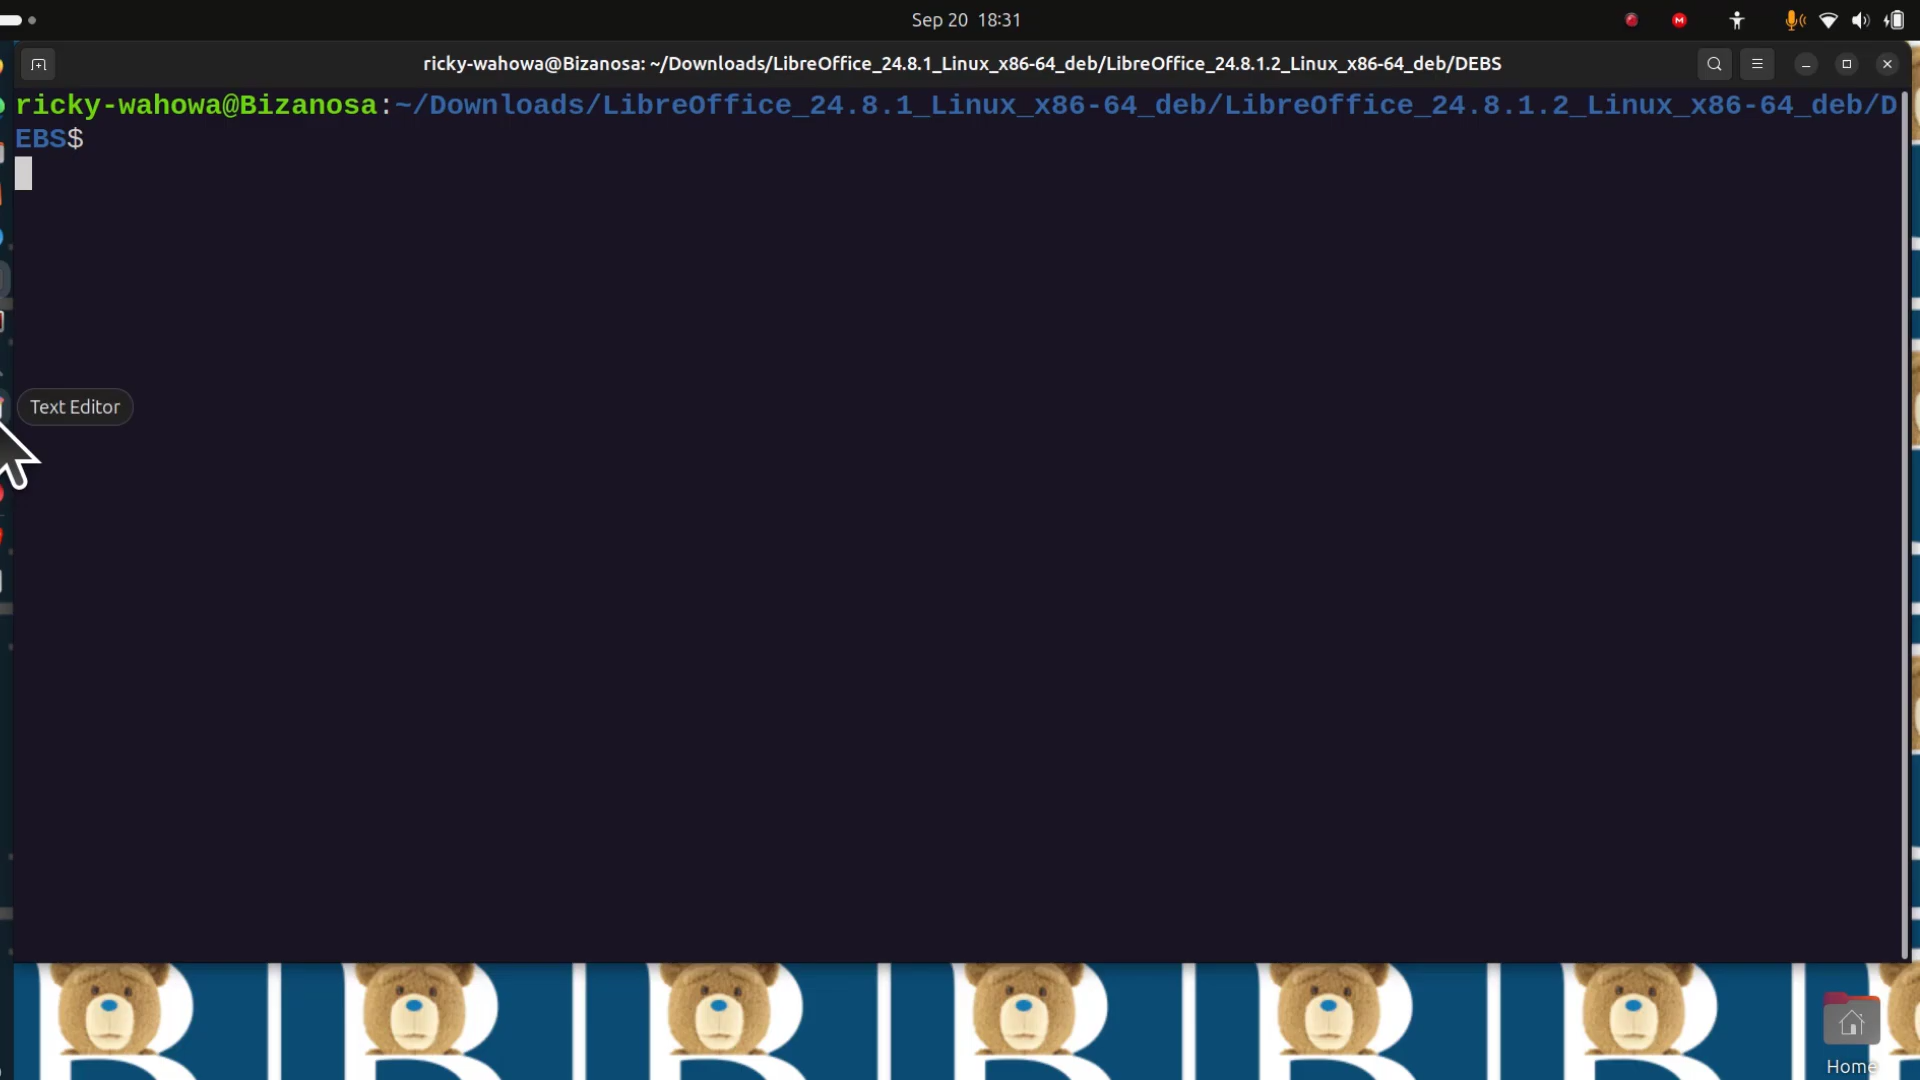 Sep 20 18:31
ricky-wahowa@Bizanosa: ~/Downloads/LibreOffice_24.8.1_Linux_x86-64_deb/LibreOffice_24.8.1.2_Linux_x86-64_deb/DEBS
ricky-wahowa@Bizanosa:~/Downloads/LibreOffice_24.8.1_Linux_x86-64_deb/LibreOffice_24.8.1.2_Linux_x86-64_deb/D
EBS$
Text Editor
Home